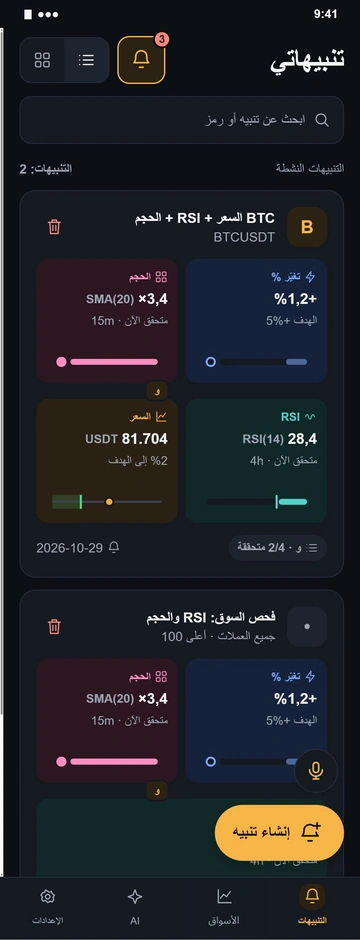 9:41
تنبيهاتي
3
ابحث عن تنبيه أو رمز
التنبيهات النشطة
التنبيهات: 2
B
BTC السعر + RSI + الحجم
BTCUSDT
تغيّر %
%1,2+
الهدف +5%
الحجم
SMA(20) ×3,4
متحقق الآن · 15m
و
RSI
RSI(14) 28,4
متحقق الآن · 4h
السعر
USDT 81.704
2% إلى الهدف
و · 2/4 متحققة
2026-10-29
فحص السوق: RSI والحجم
جميع العملات · أعلى 100
تغيّر %
%1,2+
الهدف +5%
الحجم
SMA(20) ×3,4
متحقق الآن · 15m
و
إنشاء تنبيه
التنبيهات
الأسواق
AI
الإعدادات